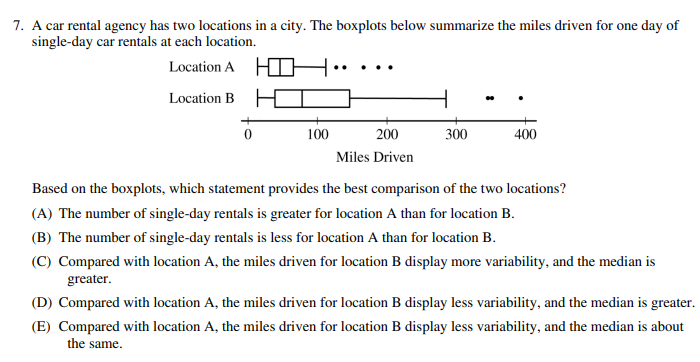 7. A car rental agency has two locations in a city. The boxplots below summarize the miles driven for one day of
single-day car rentals at each location.
Location A
Location B
0 100 200 300 400
Miles Driven
Based on the boxplots, which statement provides the best comparison of the two locations?
(A) The number of single-day rentals is greater for location A than for location B.
(B) The number of single-day rentals is less for location A than for location B.
(C) Compared with location A, the miles driven for location B display more variability, and the median is
greater.
(D) Compared with location A, the miles driven for location B display less variability, and the median is greater.
(E) Compared with location A, the miles driven for location B display less variability, and the median is about
the same.